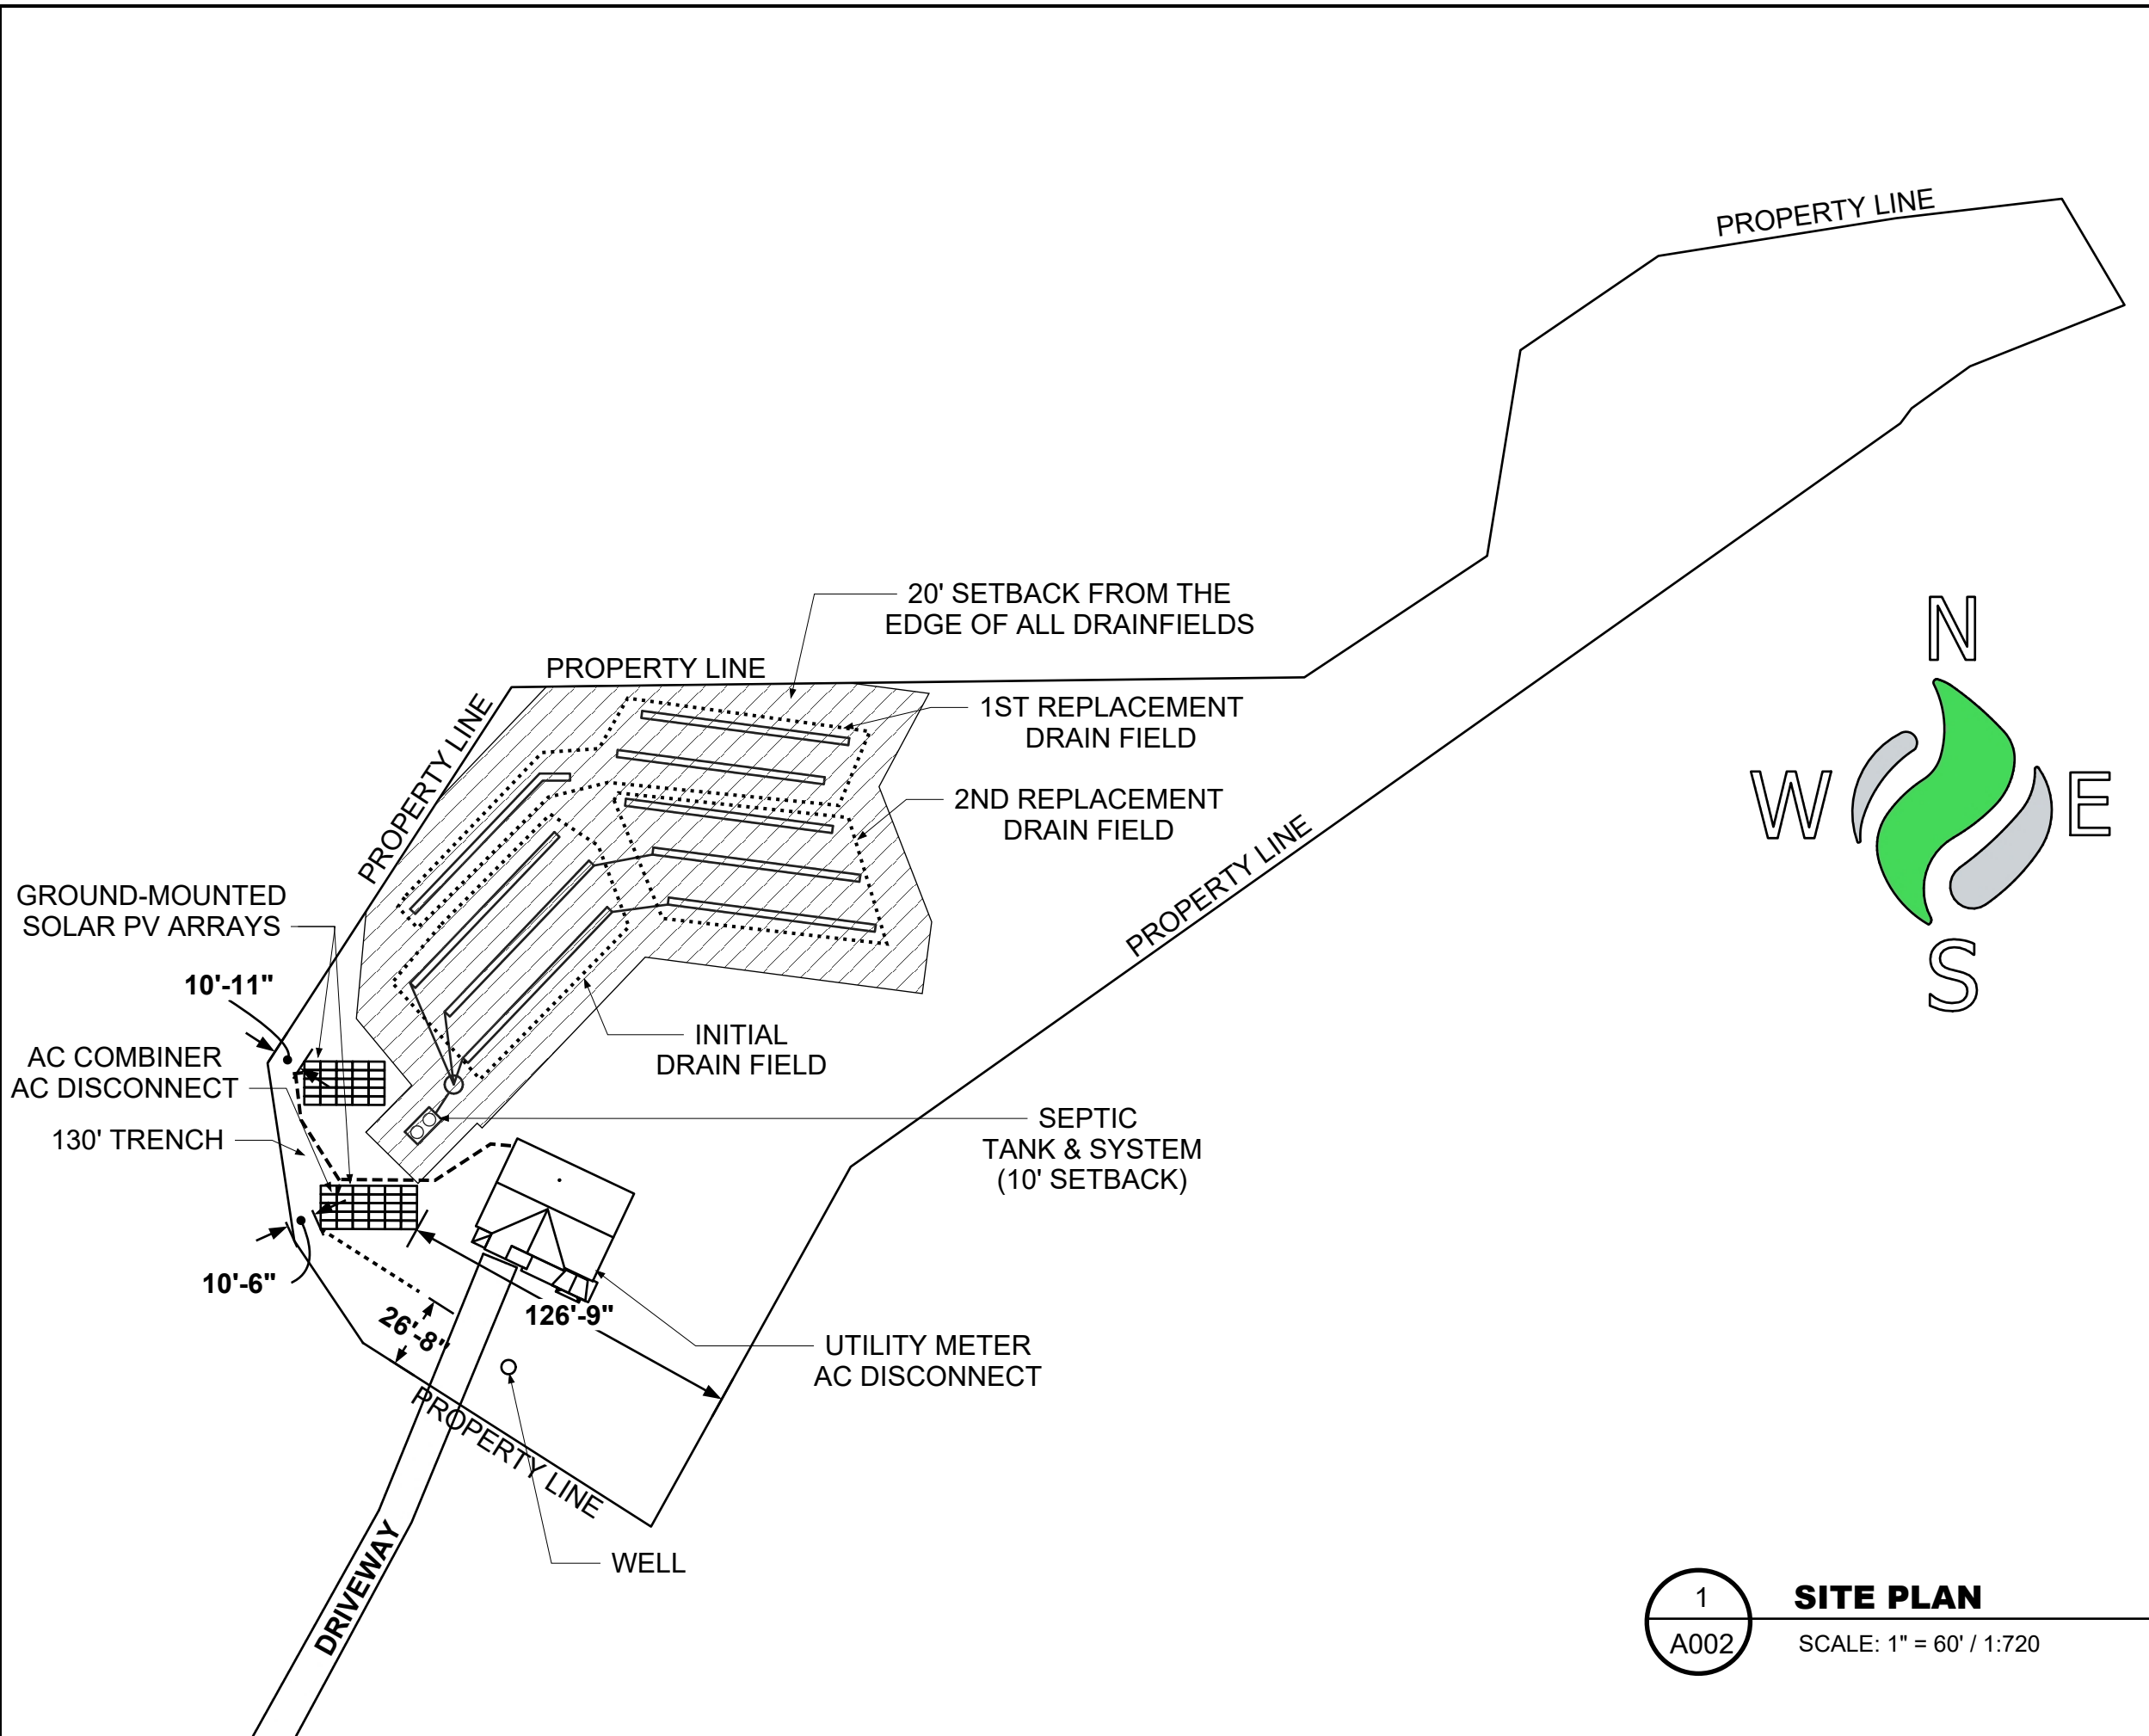 PROPERTY LINE
N
W
E
S
20' SETBACK FROM THE
EDGE OF ALL DRAINFIELDS
PROPERTY LINE
1ST REPLACEMENT
DRAIN FIELD
PROPERTY LINE
2ND REPLACEMENT
DRAIN FIELD
PROPERTY LINE
GROUND-MOUNTED
SOLAR PV ARRAYS
10'-11"
INITIAL
DRAIN FIELD
AC COMBINER
AC DISCONNECT
130' TRENCH
SEPTIC
TANK & SYSTEM
(10' SETBACK)
10'-6"
26'-8"
126'-9"
UTILITY METER
AC DISCONNECT
PROPERTY LINE
WELL
DRIVEWAY
1
A002
SITE PLAN
SCALE: 1" = 60' / 1:720